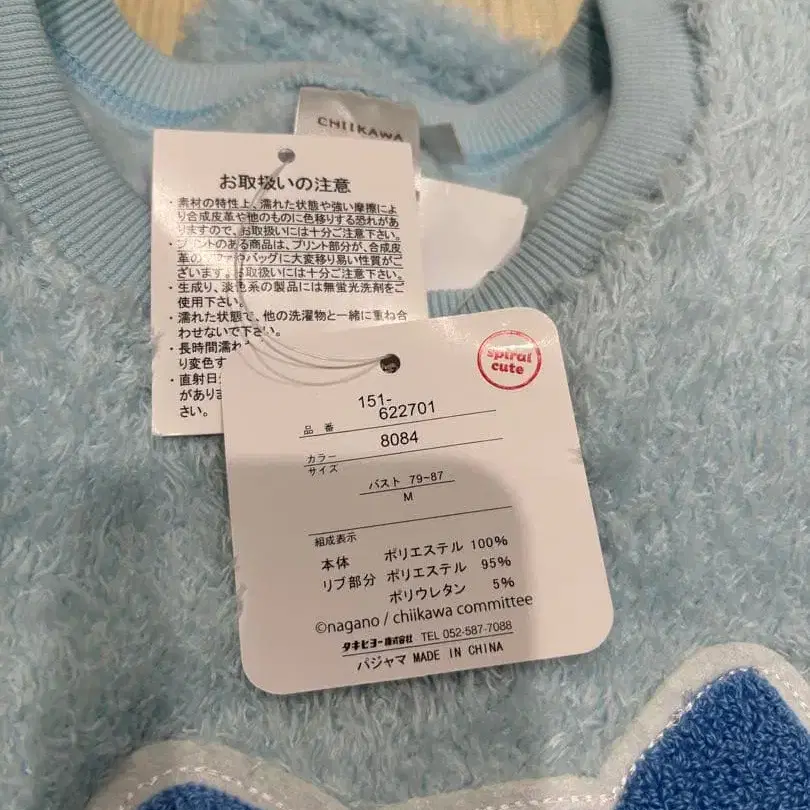 CHIIKAWA
お取扱いの注意
・素材の特性上、濡れた状態や強い摩擦によ
り合成皮革や他のものに色移りする恐れがあ
りますので、お取扱いには十分ご注意下さい。
・プリントのある商品は、プリント部分が、合成皮
革のソファやバッグに大変移り易い性質がご
ざいます。お取扱いには十分ご注意下さい。
・生成り、淡色系の製品には無蛍光洗剤をご
使用下さい。
・濡れた状態で、他の洗濯物と一緒に重ね合
わせないで下さい。
・長時間濡れ
り変色す
・直射日
があり
さい。
spiral
cute
151-
622701
品 番
8084
カラー
サイズ
バスト 79~87
M
組成表示
本体 ポリエステル 100%
リブ部分 ポリエステル 95%
ポリウレタン 5%
©nagano / chiikawa committee
タキヒヨー株式会社 TEL 052-587-7088
パジャマ MADE IN CHINA